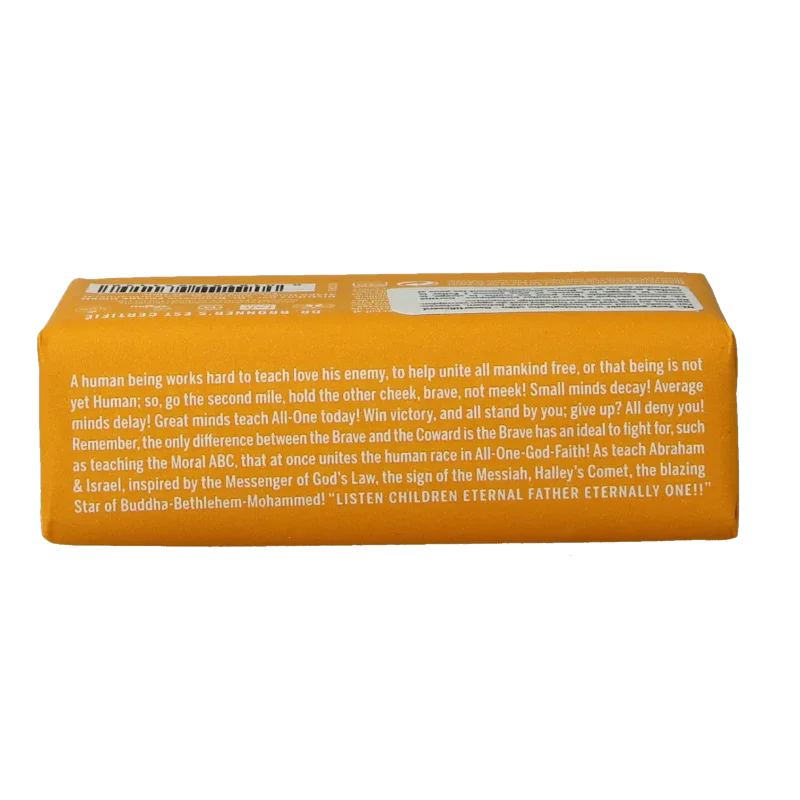 DR. BRONNER'S EST CERTIFIÉ
A human being works hard to teach love his enemy, to help unite all mankind free, or that being is not
yet Human; so, go the second mile, hold the other cheek, brave, not meek! Small minds decay! Average
minds delay! Great minds teach All-One today! Win victory, and all stand by you; give up? All deny you!
Remember, the only difference between the Brave and the Coward is the Brave has an ideal to fight for, such
as teaching the Moral ABC, that at once unites the human race in All-One-God-Faith! As teach Abraham
& Israel, inspired by the Messenger of God's Law, the sign of the Messiah, Halley's Comet, the blazing
Star of Buddha-Bethlehem-Mohammed! “LISTEN CHILDREN ETERNAL FATHER ETERNALLY ONE!!”